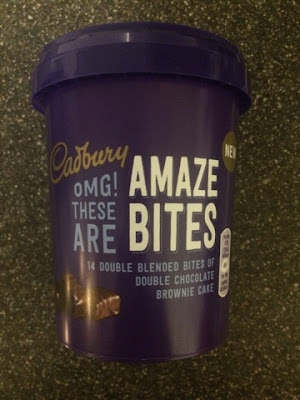 Cadbury
OMG!
THESE
ARE
AMAZE
BITES
NEW
14 DOUBLE BLENDED BITES OF
DOUBLE CHOCOLATE
BROWNIE CAKE